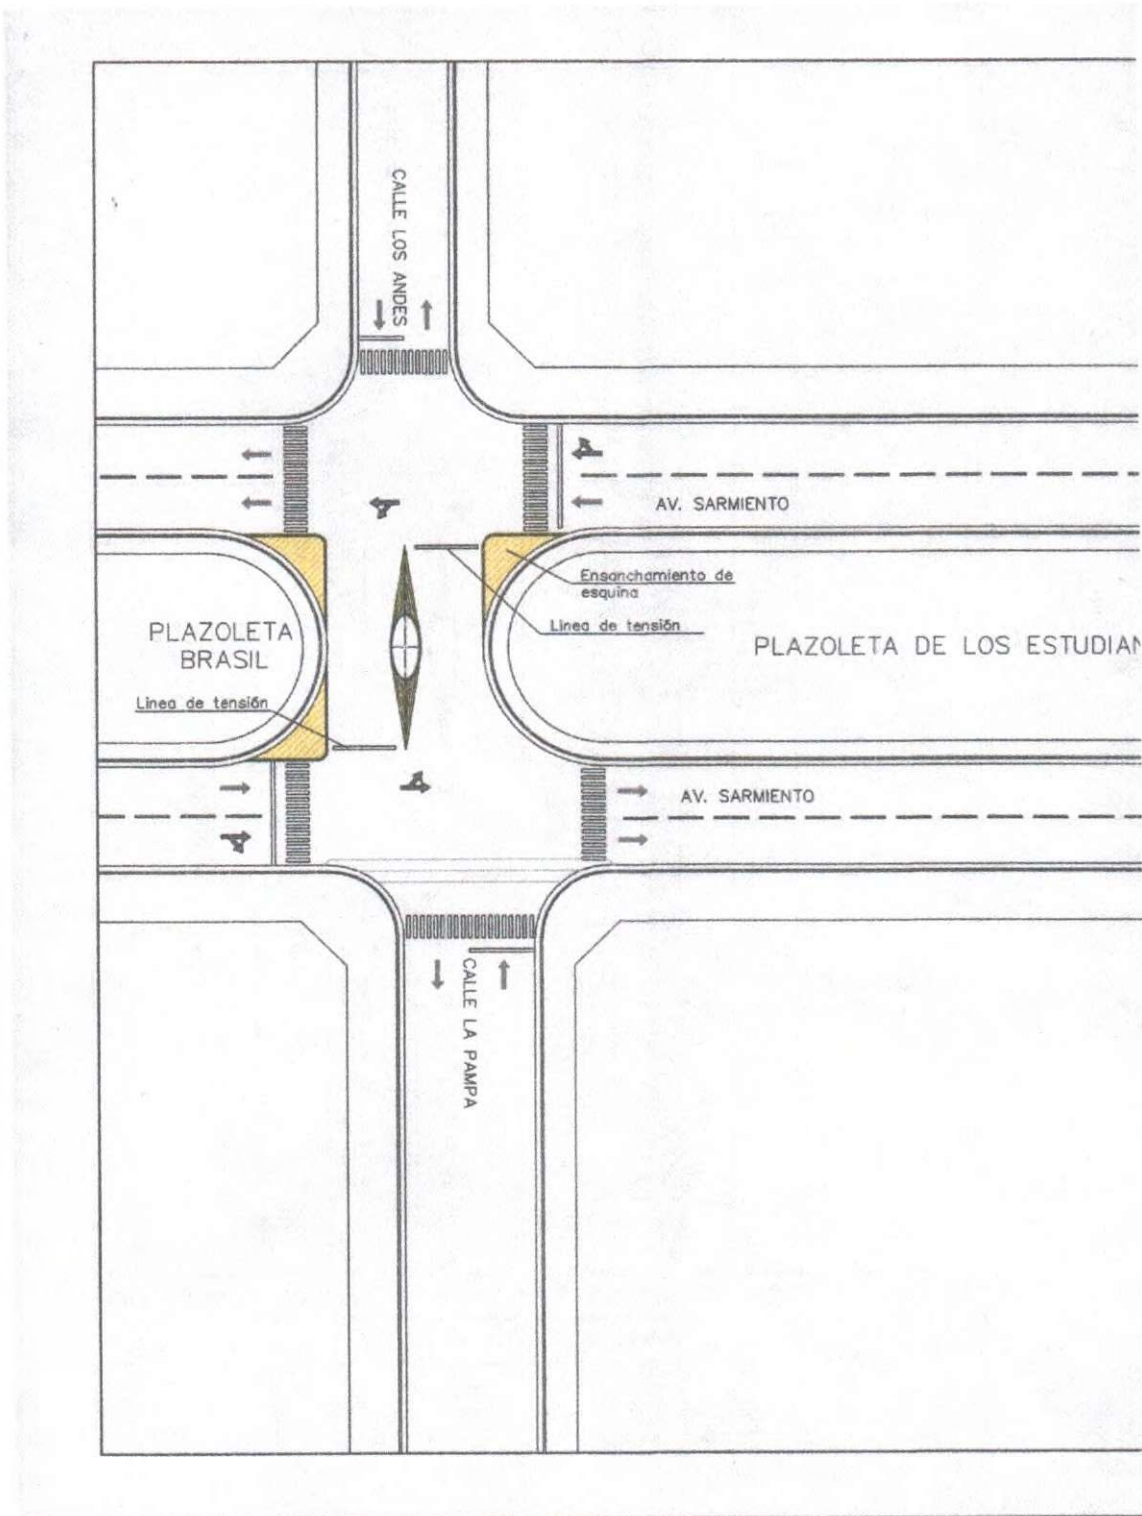 CALLE LOS ANDES
AV. SARMIENTO
Ensanchamiento de
esquina
Linea de tensión
PLAZOLETA
BRASIL
PLAZOLETA DE LOS ESTUDIAN
Linea de tensión
AV. SARMIENTO
CALLE LA PAMPA